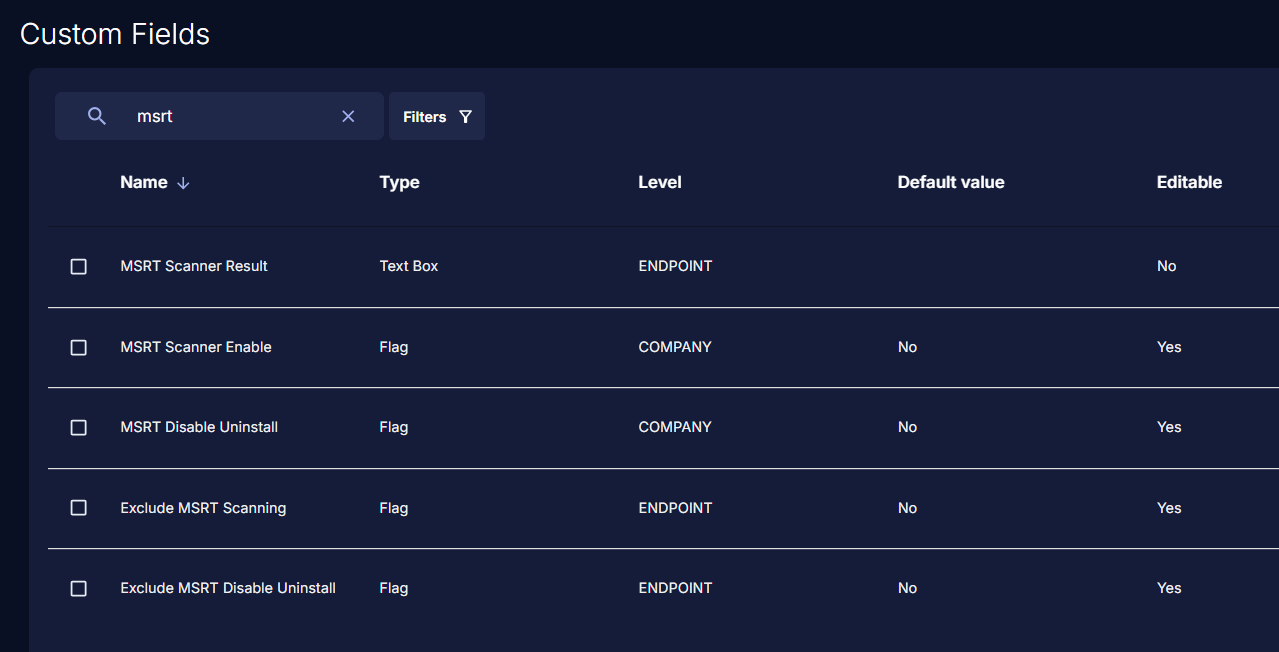 Custom Fields
msrt Filters
Name Type Level Default value Editable
MSRT Scanner Result Text Box ENDPOINT No
MSRT Scanner Enable Flag COMPANY No Yes
MSRT Disable Uninstall Flag COMPANY No Yes
Exclude MSRT Scanning Flag ENDPOINT No Yes
Exclude MSRT Disable Uninstall Flag ENDPOINT No Yes